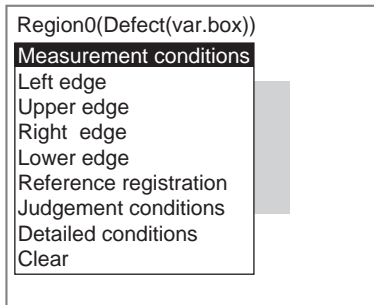 Region0(Defect(var.box))
Measurement conditions
Left edge
Upper edge
Right edge
Lower edge
Reference registration
Judgement conditions
Detailed conditions
Clear